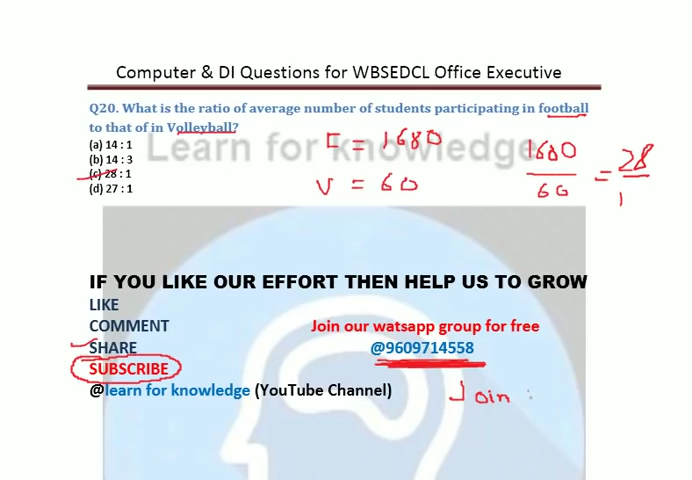 Computer & DI Questions for WBSEDCL Office Executive
Q20. What is the ratio of average number of students participating in football
to that of in Volleyball?
(a) 14 : 1
(b) 14 : 3
(c) 28 : 1
(d) 27 : 1
Learn for knowledge
F = 1680
V = 60
1680
60
= 28
1
IF YOU LIKE OUR EFFORT THEN HELP US TO GROW
LIKE
COMMENT
Join our watsapp group for free
SHARE
@9609714558
SUBSCRIBE
@learn for knowledge (YouTube Channel)
Join